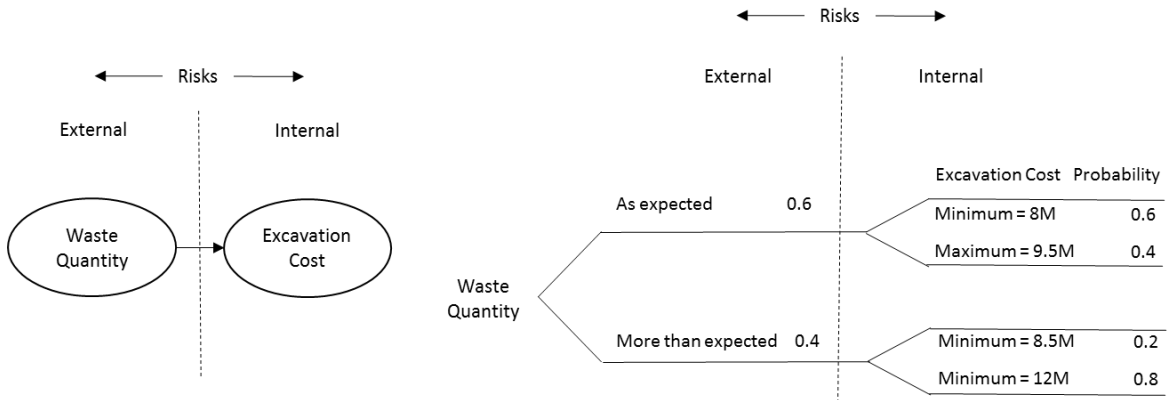 Risks
External Internal
Waste
Quantity
Excavation
Cost
Risks
External Internal
Excavation Cost Probability
As expected 0.6
Minimum = 8M 0.6
Maximum = 9.5M 0.4
Waste
Quantity
More than expected 0.4
Minimum = 8.5M 0.2
Minimum = 12M 0.8